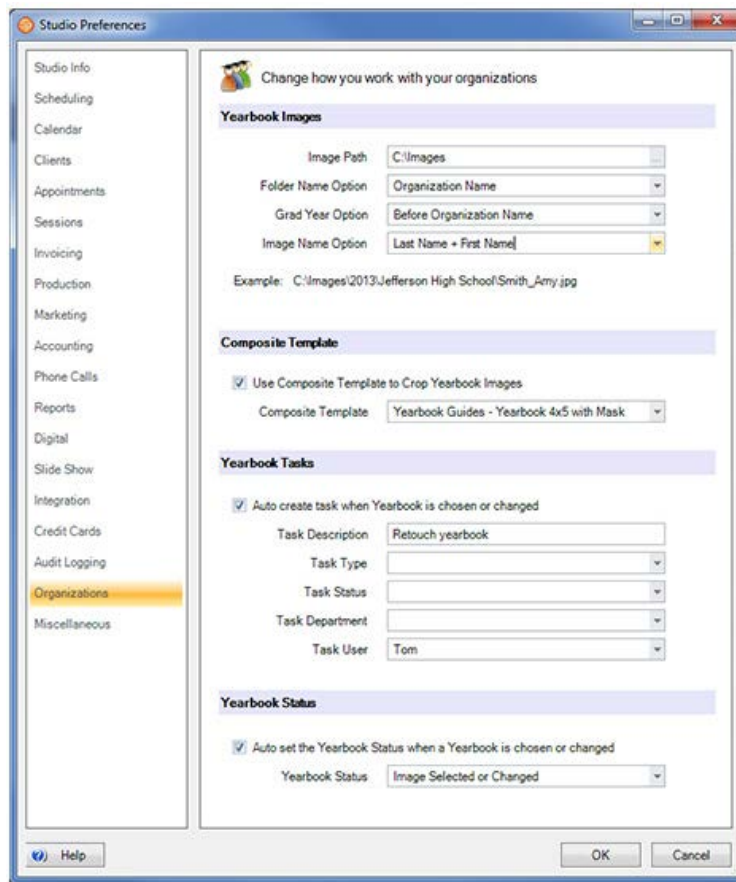 Studio Preferences
Studio Info
Scheduling
Calendar
Clients
Appointments
Sessions
Invoicing
Production
Marketing
Accounting
Phone Calls
Reports
Digital
Slide Show
Integration
Credit Cards
Audit Logging
Organizations
Miscellaneous
Change how you work with your organizations
Yearbook Images
Image Path C:\Images ...
Folder Name Option Organization Name
Grad Year Option Before Organization Name
Image Name Option Last Name + First Name
Example: C:\Images\2013\Jefferson High School\Smith_Amy.jpg
Composite Template
Use Composite Template to Crop Yearbook Images
Composite Template Yearbook Guides - Yearbook 4x5 with Mask
Yearbook Tasks
Auto create task when Yearbook is chosen or changed
Task Description Retouch yearbook
Task Type
Task Status
Task Department
Task User Tom
Yearbook Status
Auto set the Yearbook Status when a Yearbook is chosen or changed
Yearbook Status Image Selected or Changed
Help OK Cancel